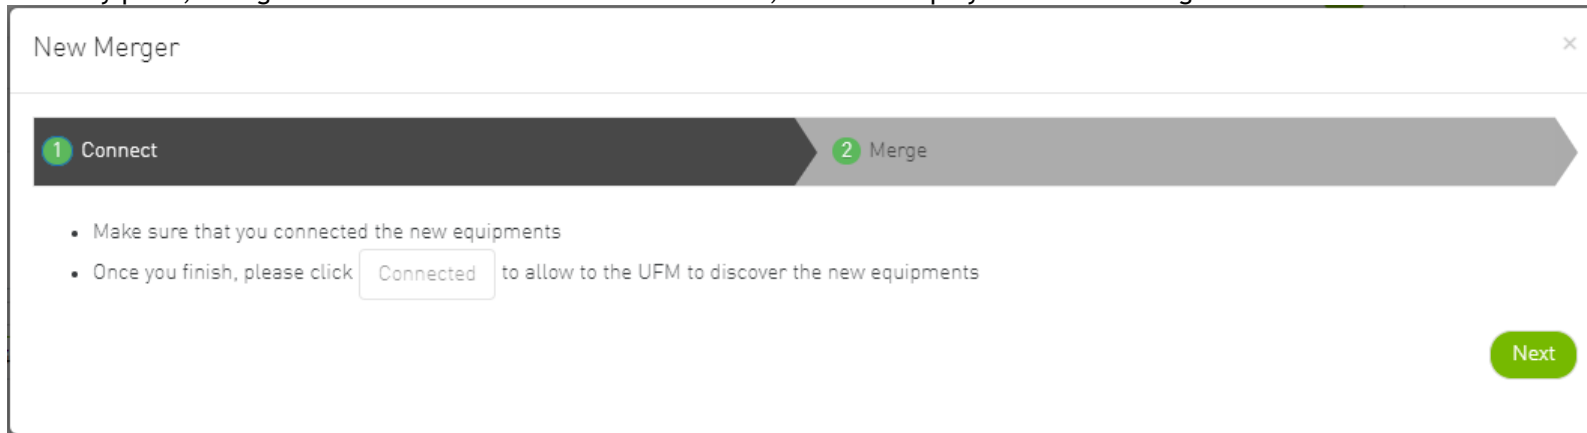 New Merger
×
1 Connect
2 Merge
• Make sure that you connected the new equipments
• Once you finish, please click Connected to allow to the UFM to discover the new equipments
Next